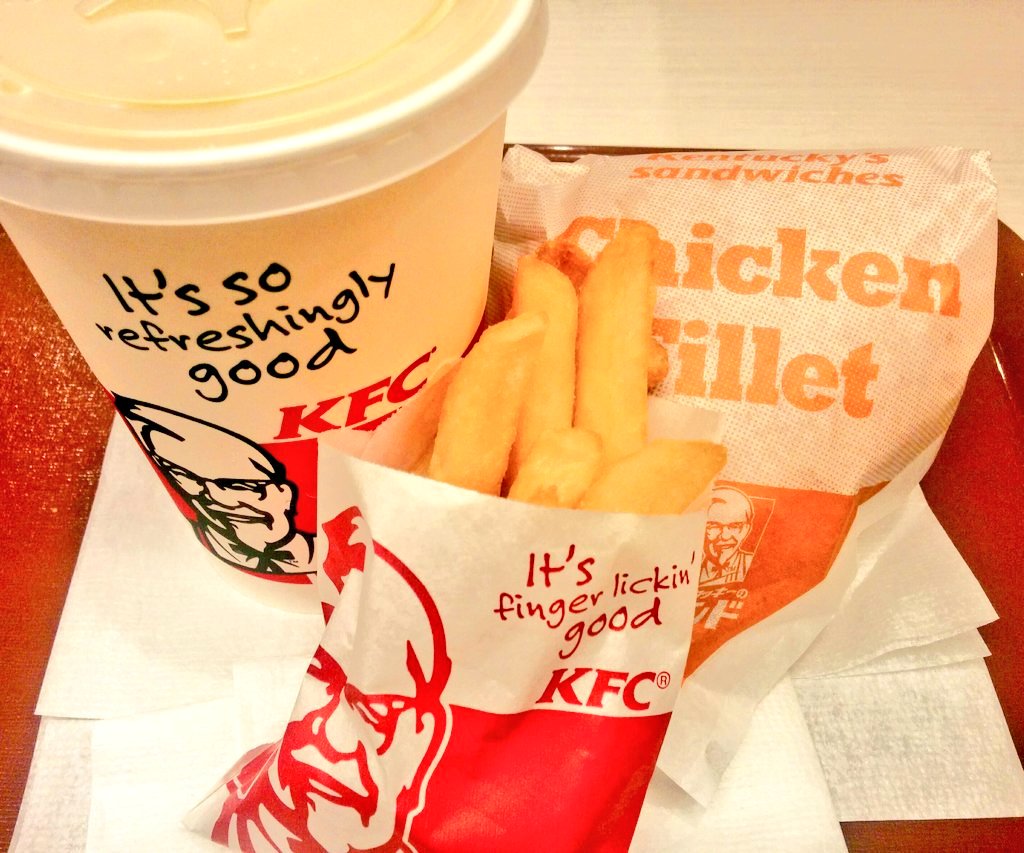 It's so
refreshingly
good
KFC
Kentucky's
sandwiches
Chicken
Fillet
It's
finger lickin'
good
KFC®